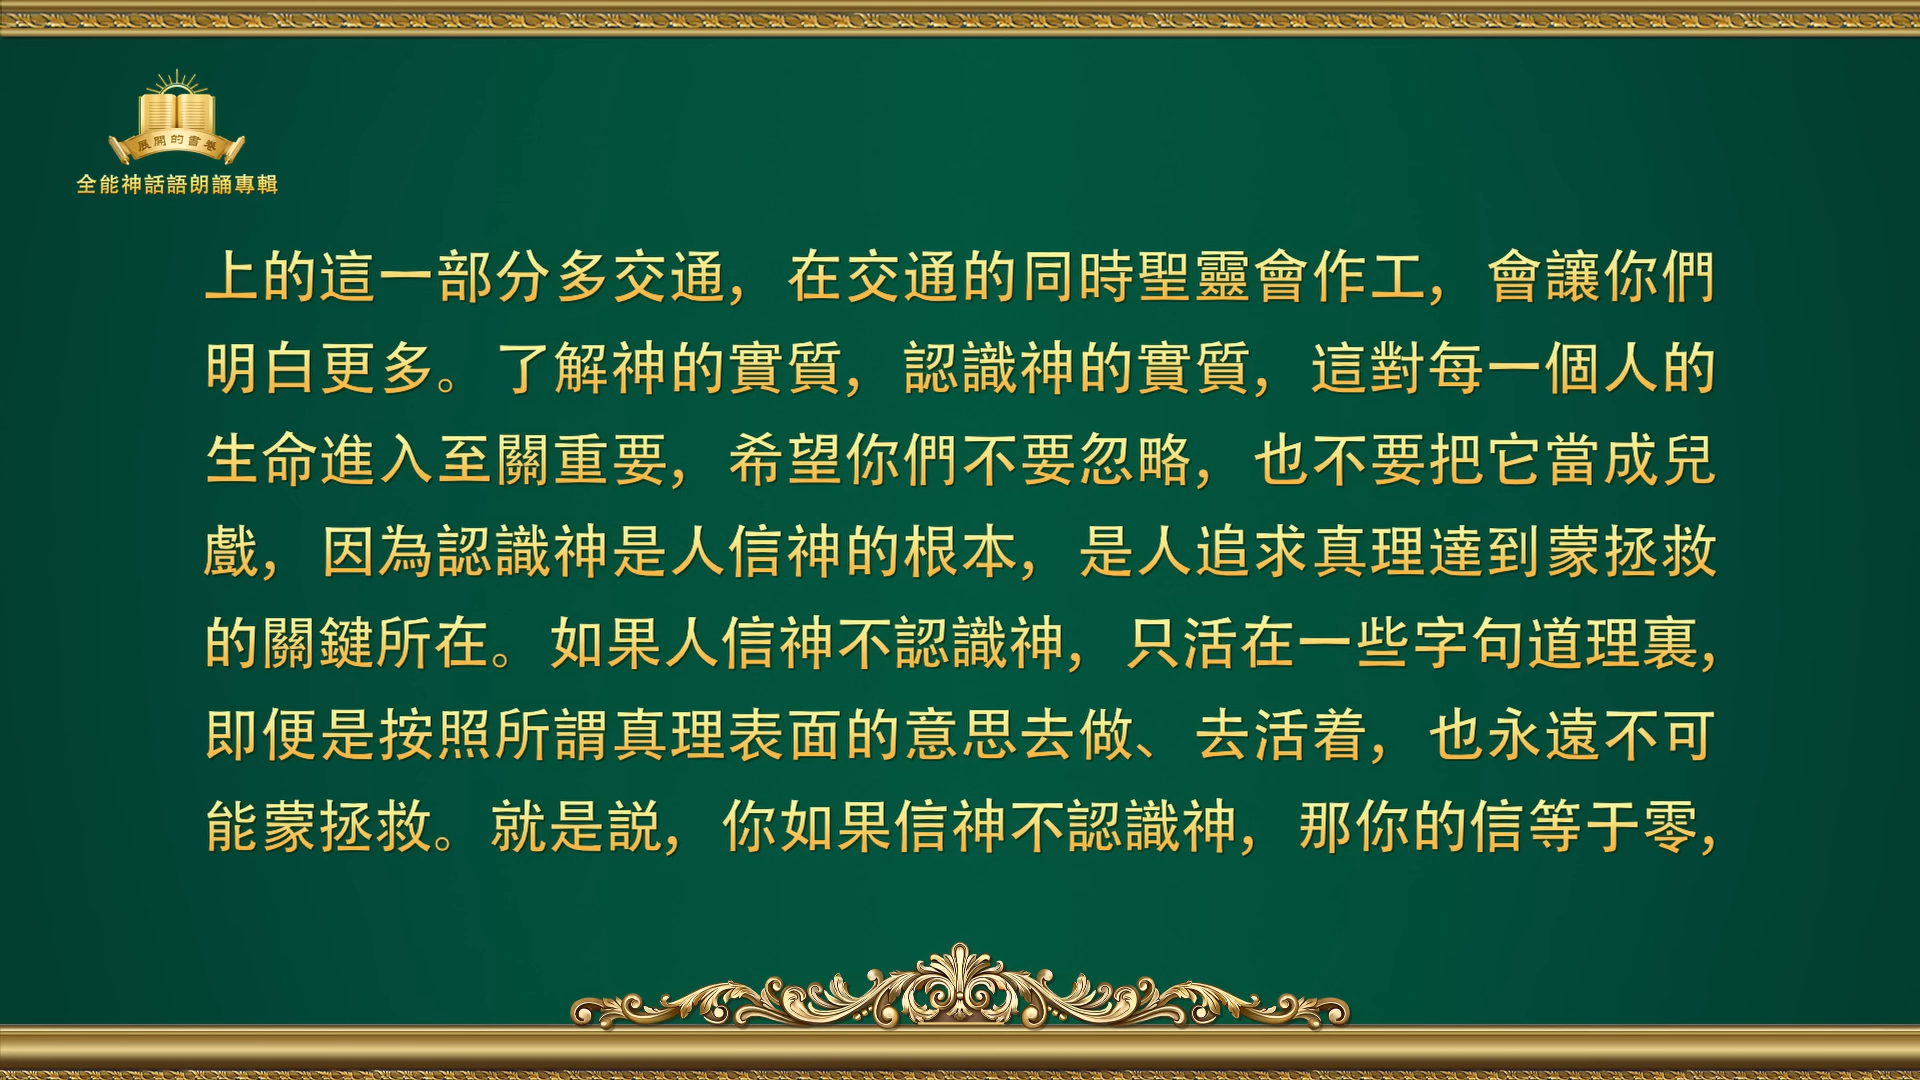 展開的書卷
全能神話語朗誦專輯
上的這一部分多交通，在交通的同時聖靈會作工，會讓你們
明白更多。了解神的實質，認識神的實質，這對每一個人的
生命進入至關重要，希望你們不要忽略，也不要把它當成兒
戲，因為認識神是人信神的根本，是人追求真理達到蒙拯救
的關鍵所在。如果人信神不認識神，只活在一些字句道理裏，
即便是按照所謂真理表面的意思去做、去活着，也永遠不可
能蒙拯救。就是説，你如果信神不認識神，那你的信等于零，